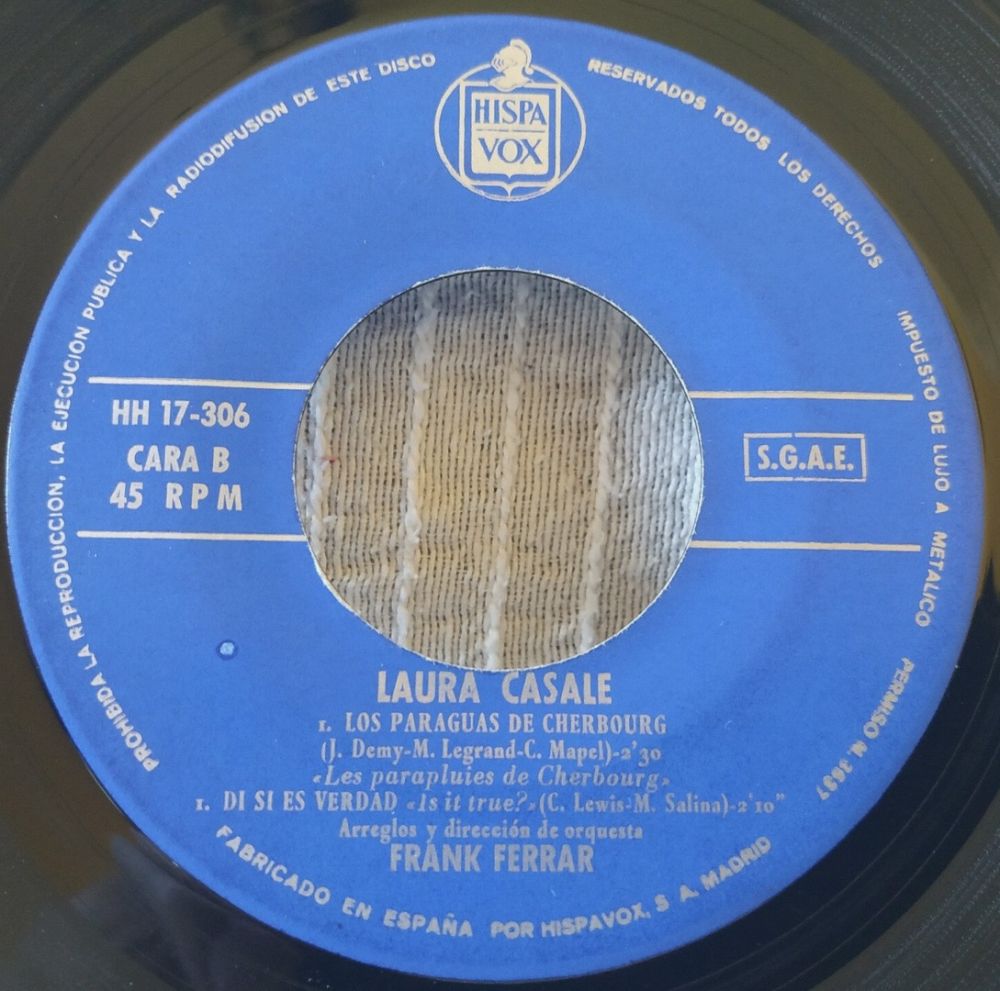 HISPA
VOX
PROHIBIDA LA REPRODUCCION, LA EJECUCION PUBLICA Y LA RADIODIFUSION DE ESTE DISCO
RESERVADOS TODOS LOS DERECHOS
IMPUESTO DE LUJO A METALICO
PERMISO N. 3697
HH 17-306
CARA B
45 RPM
S.G.A.E.
LAURA CASALE
1. LOS PARAGUAS DE CHERBOURG
(J. Demy-M. Legrand-C. Mapel)-2'30
«Les parapluies de Cherbourg»
1. DI SI ES VERDAD «Is it true?» (C. Lewis-M. Salina)-2'10"
Arreglos y dirección de orquesta
FRANK FERRAR
FABRICADO EN ESPAÑA POR HISPAVOX, S A. MADRID